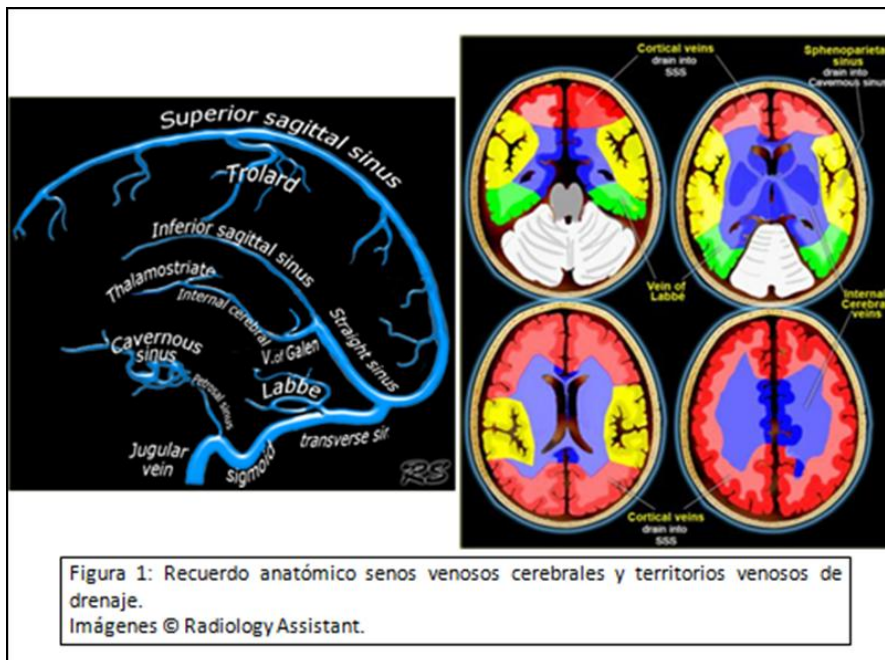 Superior sagittal sinus
Trolard
Inferior sagittal sinus
Thalamostriate
Internal cerebral
V. of Galen
Straight sinus
Cavernous
sinus
Petrosal sinus
Labbe
transverse sin.
Jugular
vein
sigmoid
RS
Cortical veins
drain into
SSS
Sphenoparietal
sinus
drain into
Cavernous sinus
Vein of
Labbé
Internal
Cerebral
veins
Cortical veins
drain into
SSS
Figura 1: Recuerdo anatómico senos venosos cerebrales y territorios venosos de
drenaje.
Imágenes © Radiology Assistant.